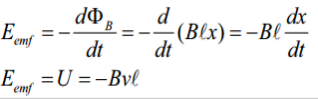 E_emf = −dΦ_B/dt = −d/dt (Bℓx) = −Bℓ dx/dt
E_emf = U = −Bvℓ